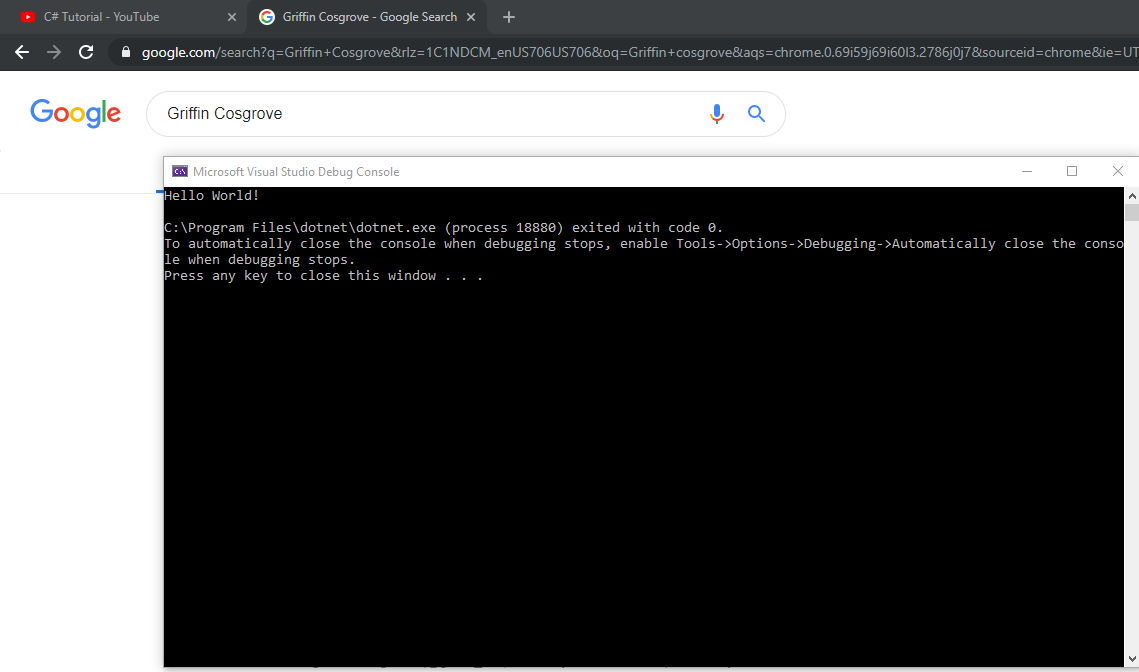 C# Tutorial - YouTube
Griffin Cosgrove - Google Search
google.com/search?q=Griffin+Cosgrove&rlz=1C1NDCM_enUS706US706&oq=Griffin+cosgrove&aqs=chrome.0.69i59j69i60l3.2786j0j7&sourceid=chrome&ie=UT
Google
Griffin Cosgrove
C:\
Microsoft Visual Studio Debug Console
Hello World!
C:\Program Files\dotnet\dotnet.exe (process 18880) exited with code 0.
To automatically close the console when debugging stops, enable Tools->Options->Debugging->Automatically close the conso
le when debugging stops.
Press any key to close this window . . .